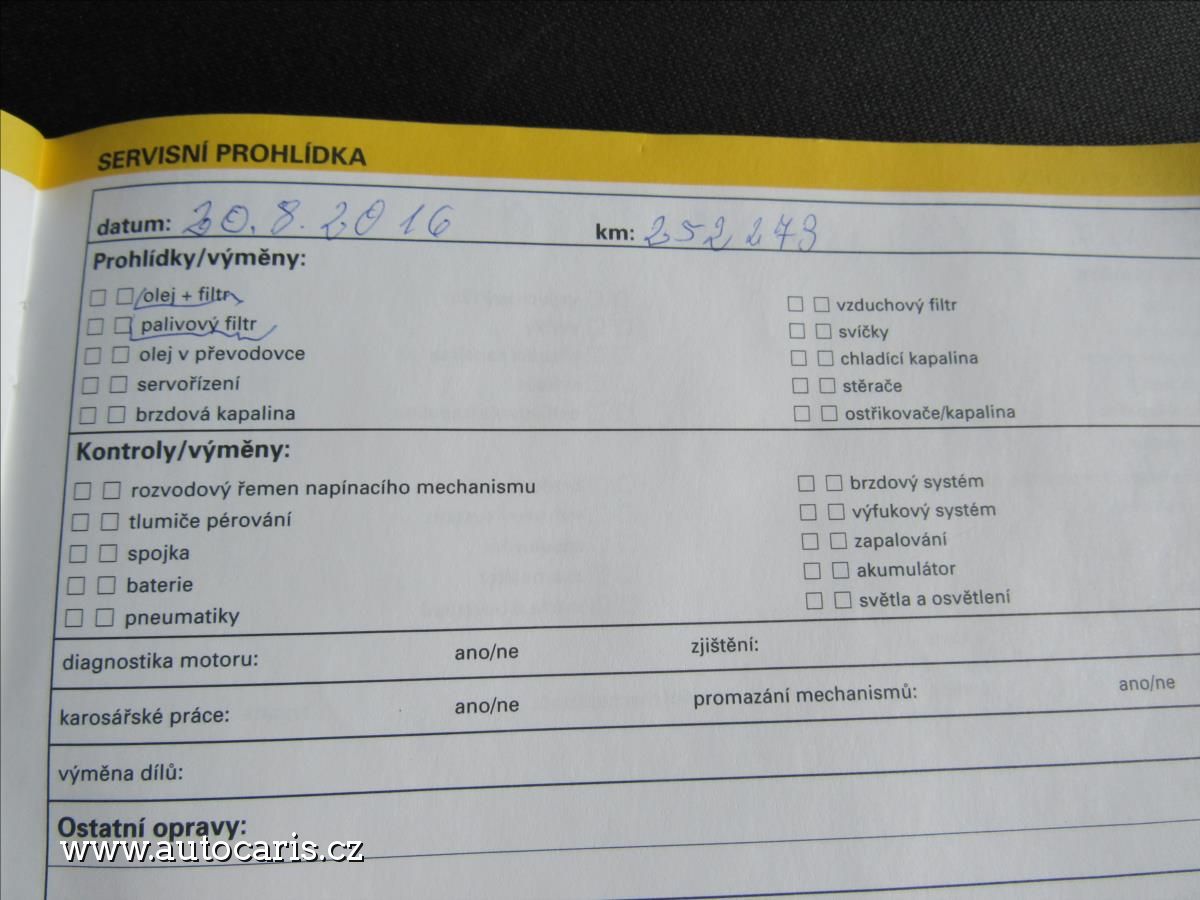 SERVISNÍ PROHLÍDKA
datum: 20.8.2016 km: 252 273
Prohlídky/výměny:
olej + filtr
palivový filtr
olej v převodovce
servořízení
brzdová kapalina
vzduchový filtr
svíčky
chladící kapalina
stěrače
ostřikovače/kapalina
Kontroly/výměny:
rozvodový řemen napínacího mechanismu
tlumiče pérování
spojka
baterie
pneumatiky
brzdový systém
výfukový systém
zapalování
akumulátor
světla a osvětlení
diagnostika motoru: ano/ne zjištění:
karosářské práce: ano/ne promazání mechanismů: ano/ne
výměna dílů:
Ostatní opravy:
www.autocaris.cz